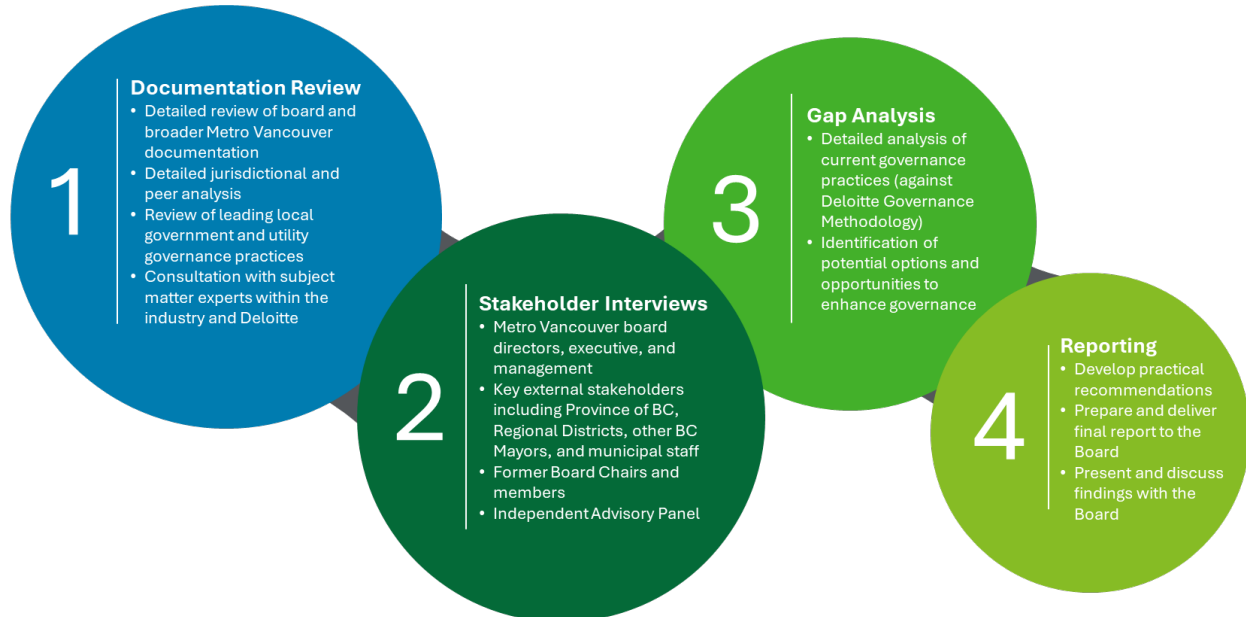 1
Documentation Review
• Detailed review of board and
broader Metro Vancouver
documentation
• Detailed jurisdictional and
peer analysis
• Review of leading local
government and utility
governance practices
• Consultation with subject
matter experts within the
industry and Deloitte
2
Stakeholder Interviews
• Metro Vancouver board
directors, executive, and
management
• Key external stakeholders
including Province of BC,
Regional Districts, other BC
Mayors, and municipal staff
• Former Board Chairs and
members
• Independent Advisory Panel
3
Gap Analysis
• Detailed analysis of
current governance
practices (against
Deloitte Governance
Methodology)
• Identification of
potential options and
opportunities to
enhance governance
4
Reporting
• Develop practical
recommendations
• Prepare and deliver
final report to the
Board
• Present and discuss
findings with the
Board